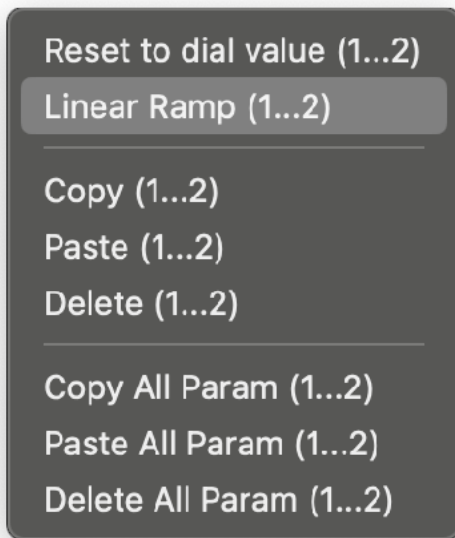 Reset to dial value (1...2)
Linear Ramp (1...2)
Copy (1...2)
Paste (1...2)
Delete (1...2)
Copy All Param (1...2)
Paste All Param (1...2)
Delete All Param (1...2)